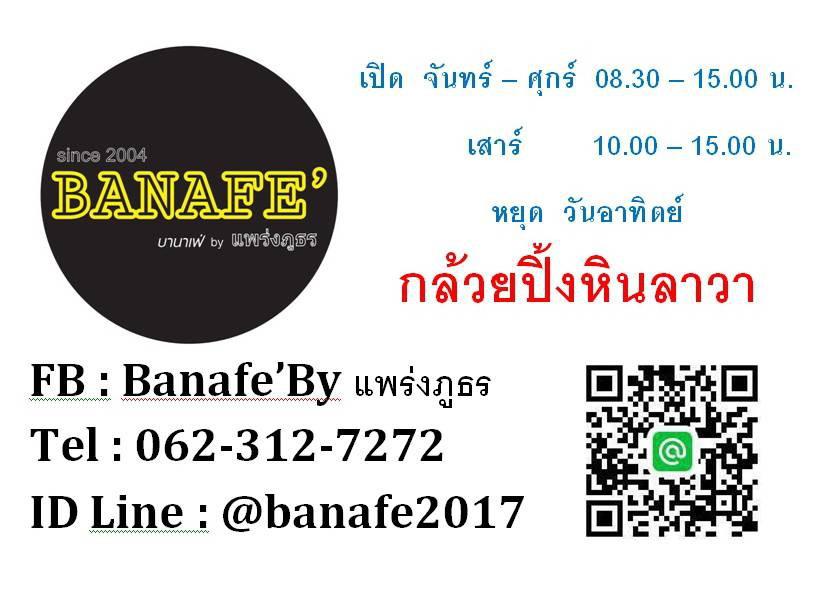 since 2004
BANAFE’
บานาเฟ่ by แพร่งภูธร
เปิด จันทร์ – ศุกร์ 08.30 – 15.00 น.
เสาร์ 10.00 – 15.00 น.
หยุด วันอาทิตย์
กล้วยปิ้งหินลาวา
FB : Banafe’By แพร่งภูธร
Tel : 062-312-7272
ID Line : @banafe2017
@